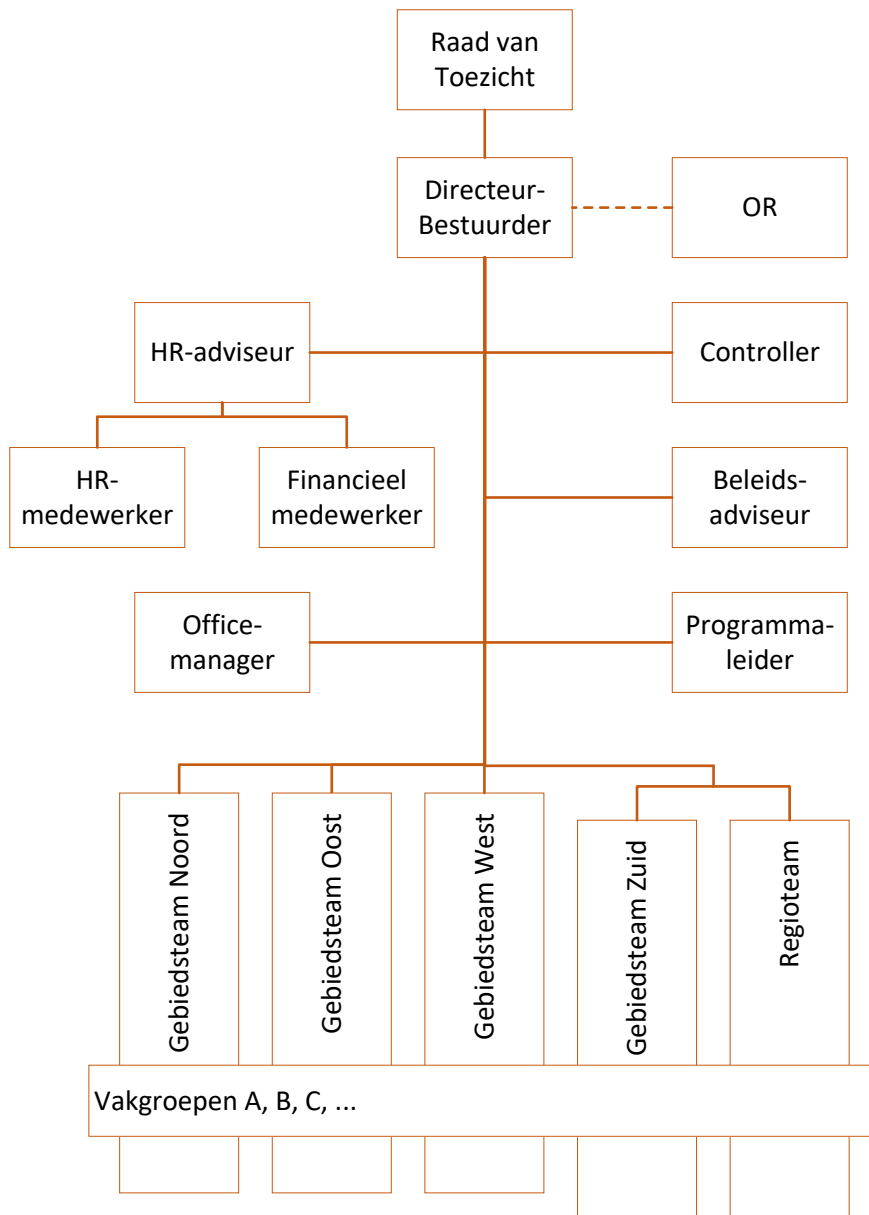 Raad van
Toezicht
Directeur-
Bestuurder
OR
HR-adviseur
Controller
HR-
medewerker
Financieel
medewerker
Beleids-
adviseur
Office-
manager
Programma-
leider
Gebiedsteam Noord
Gebiedsteam Oost
Gebiedsteam West
Gebiedsteam Zuid
Regioteam
Vakgroepen A, B, C, ...